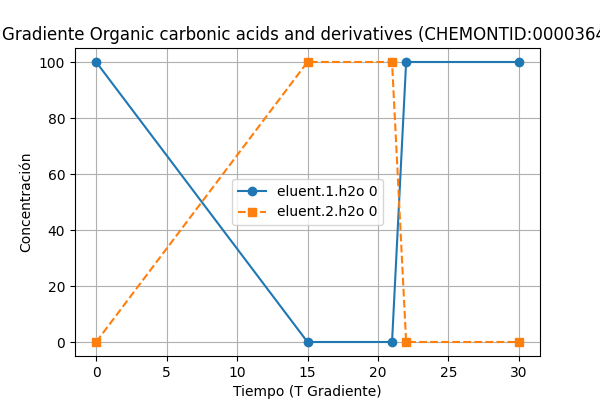 Gradiente Organic carbonic acids and derivatives (CHEMONTID:0000364
100
80
60
40
20
0
Concentración
eluent.1.h2o 0
eluent.2.h2o 0
0 5 10 15 20 25 30
Tiempo (T Gradiente)